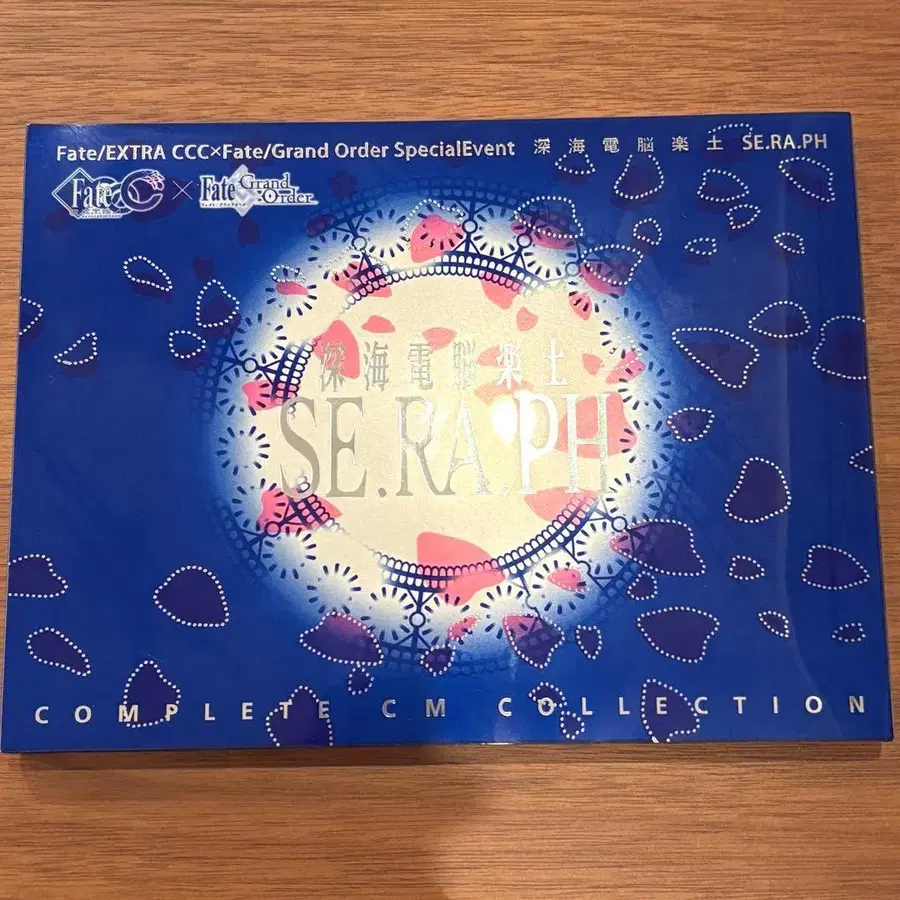 Fate/EXTRA CCC×Fate/Grand Order SpecialEvent 深海電脳楽土 SE.RA.PH
Fate CCC × Fate Grand Order
深海電脳楽土
SE.RA.PH
COMPLETE CM COLLECTION